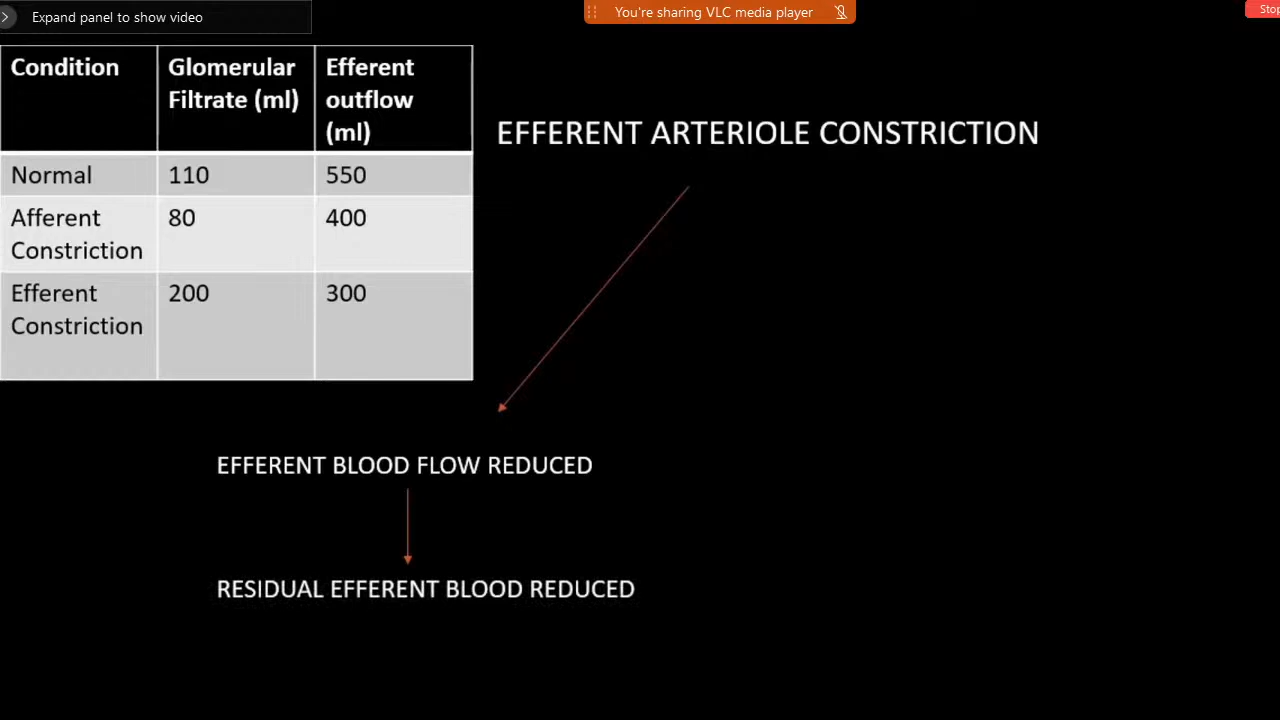 Expand panel to show video
You're sharing VLC media player
Stop
Condition
Glomerular
Filtrate (ml)
Efferent
outflow
(ml)
Normal
110
550
Afferent
Constriction
80
400
Efferent
Constriction
200
300
EFFERENT ARTERIOLE CONSTRICTION
EFFERENT BLOOD FLOW REDUCED
RESIDUAL EFFERENT BLOOD REDUCED